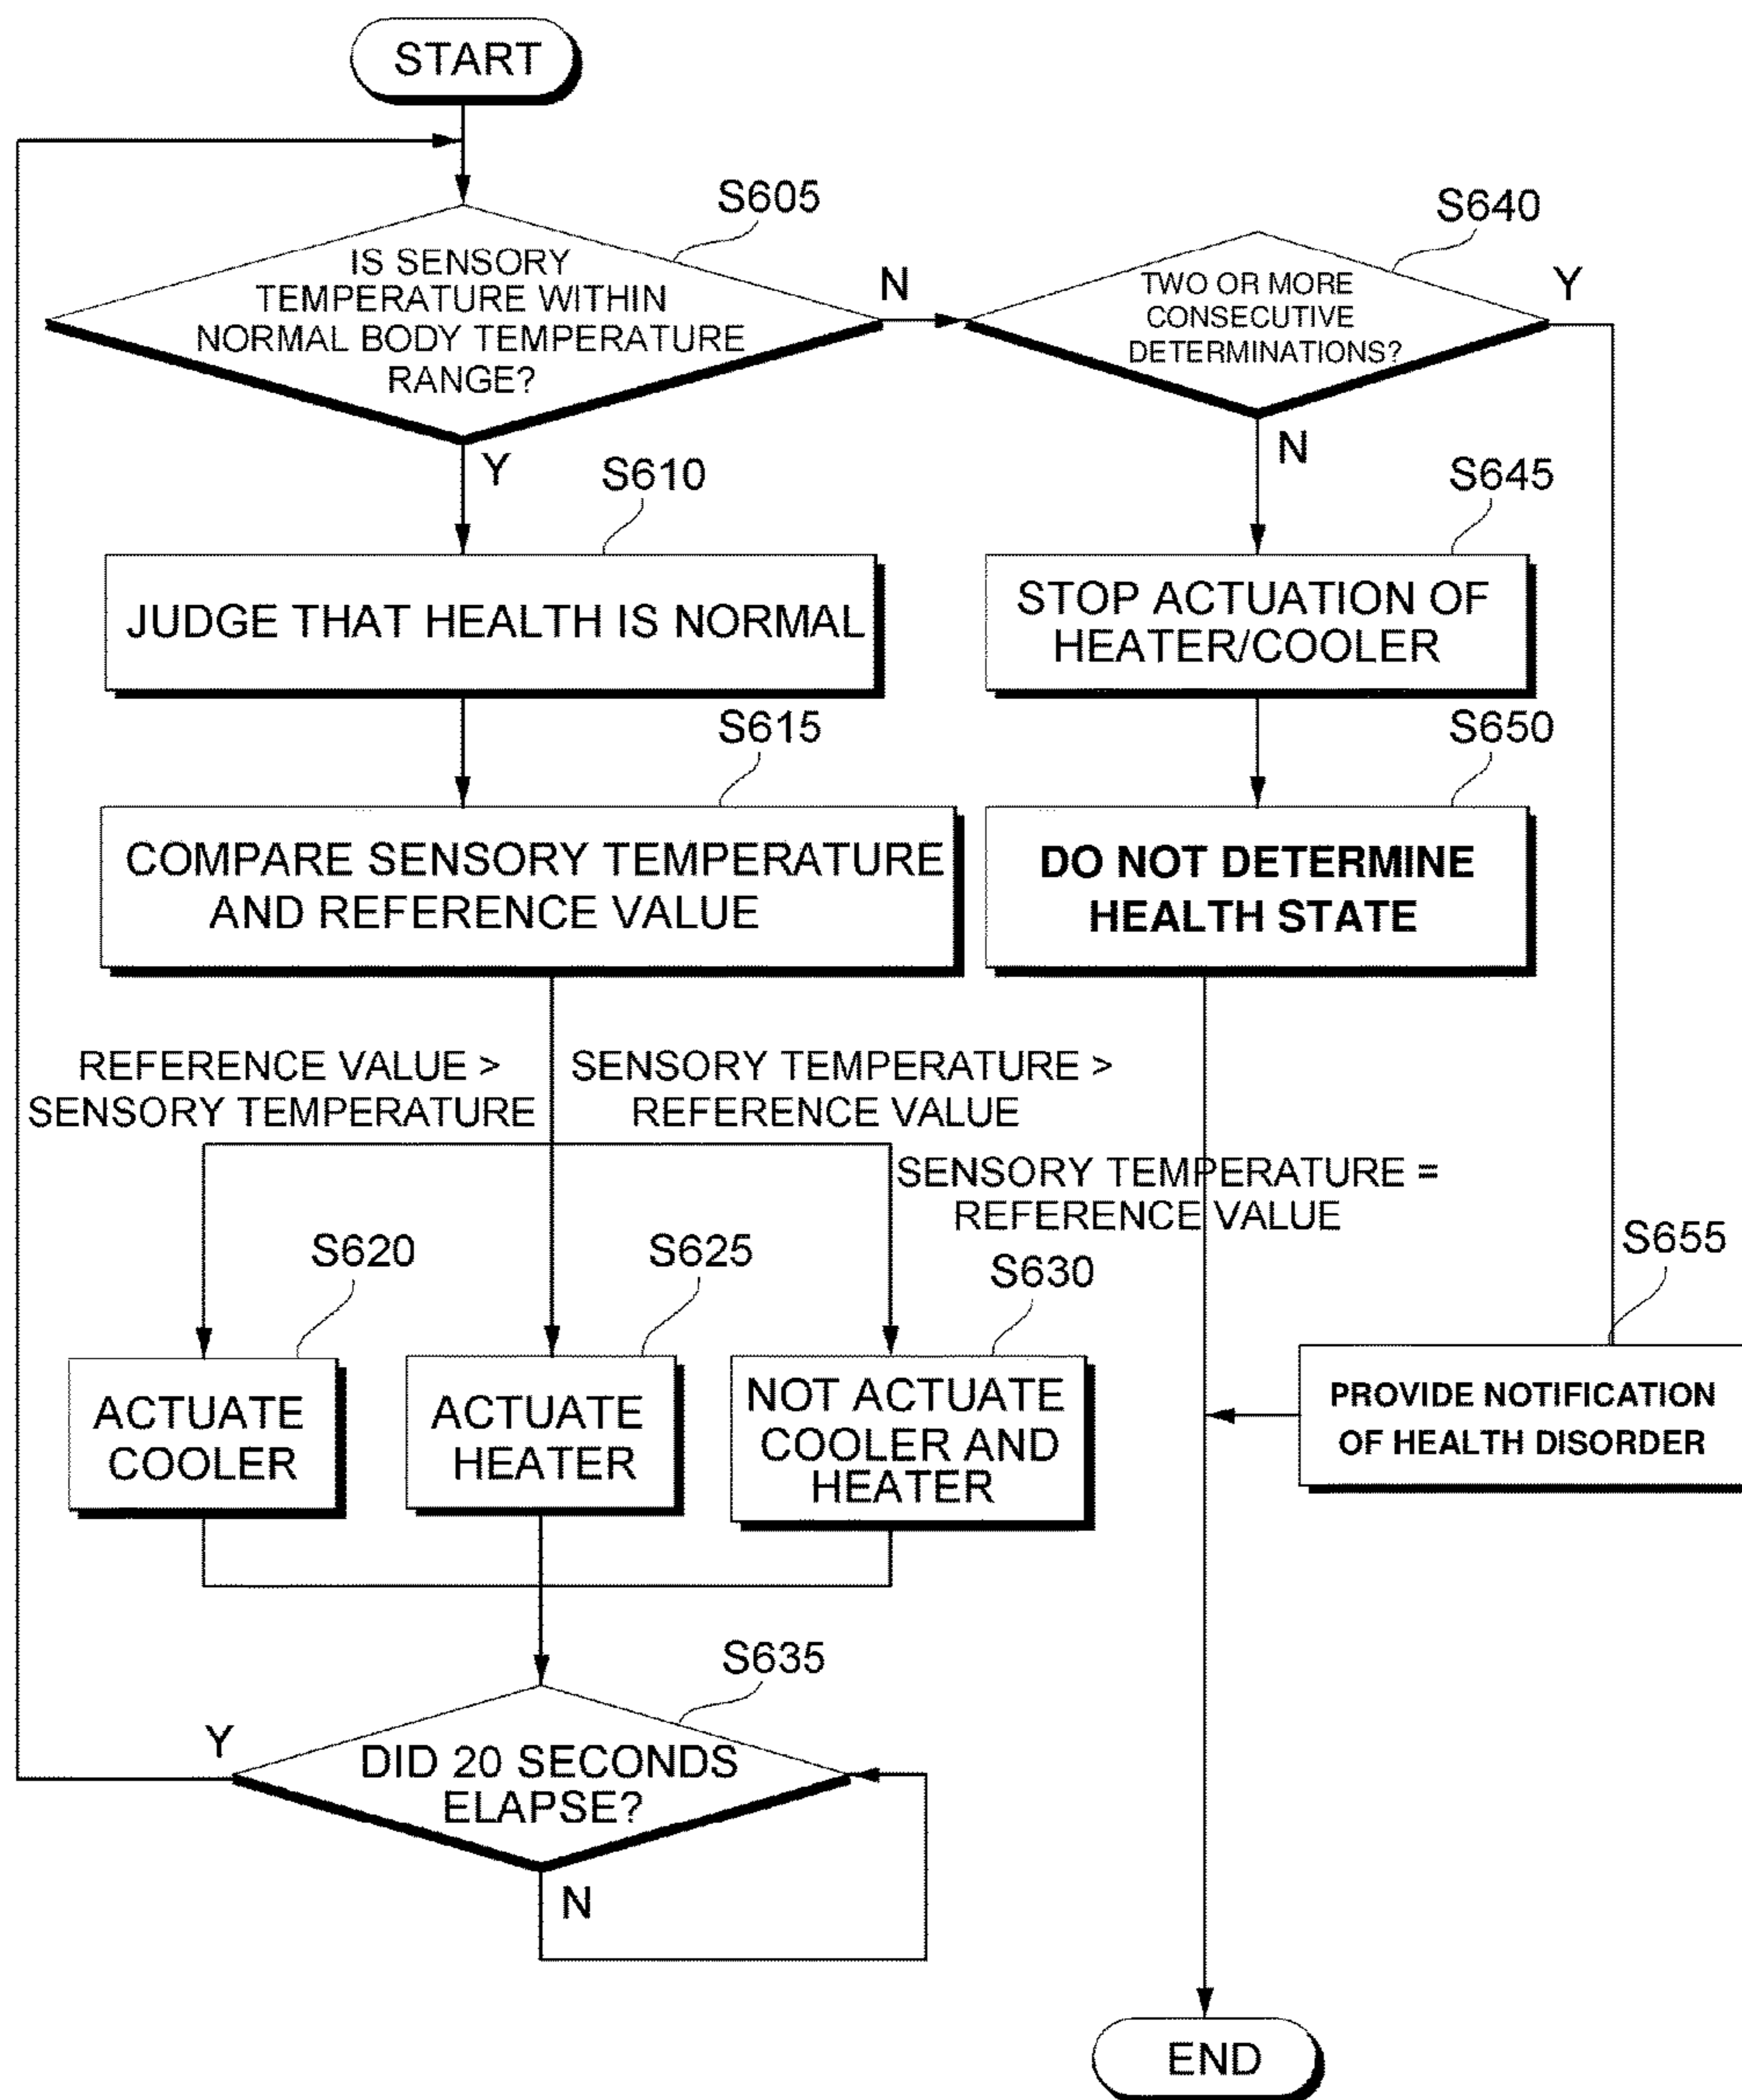 START
S605
IS SENSORY
TEMPERATURE WITHIN
NORMAL BODY TEMPERATURE
RANGE?
N
Y
S640
TWO OR MORE
CONSECUTIVE
DETERMINATIONS?
Y
N
S610
JUDGE THAT HEALTH IS NORMAL
S645
STOP ACTUATION OF
HEATER/COOLER
S615
COMPARE SENSORY TEMPERATURE
AND REFERENCE VALUE
S650
DO NOT DETERMINE
HEALTH STATE
REFERENCE VALUE >
SENSORY TEMPERATURE
SENSORY TEMPERATURE >
REFERENCE VALUE
SENSORY TEMPERATURE =
REFERENCE VALUE
S620
ACTUATE
COOLER
S625
ACTUATE
HEATER
S630
NOT ACTUATE
COOLER AND
HEATER
S655
PROVIDE NOTIFICATION
OF HEALTH DISORDER
S635
DID 20 SECONDS
ELAPSE?
Y
N
END